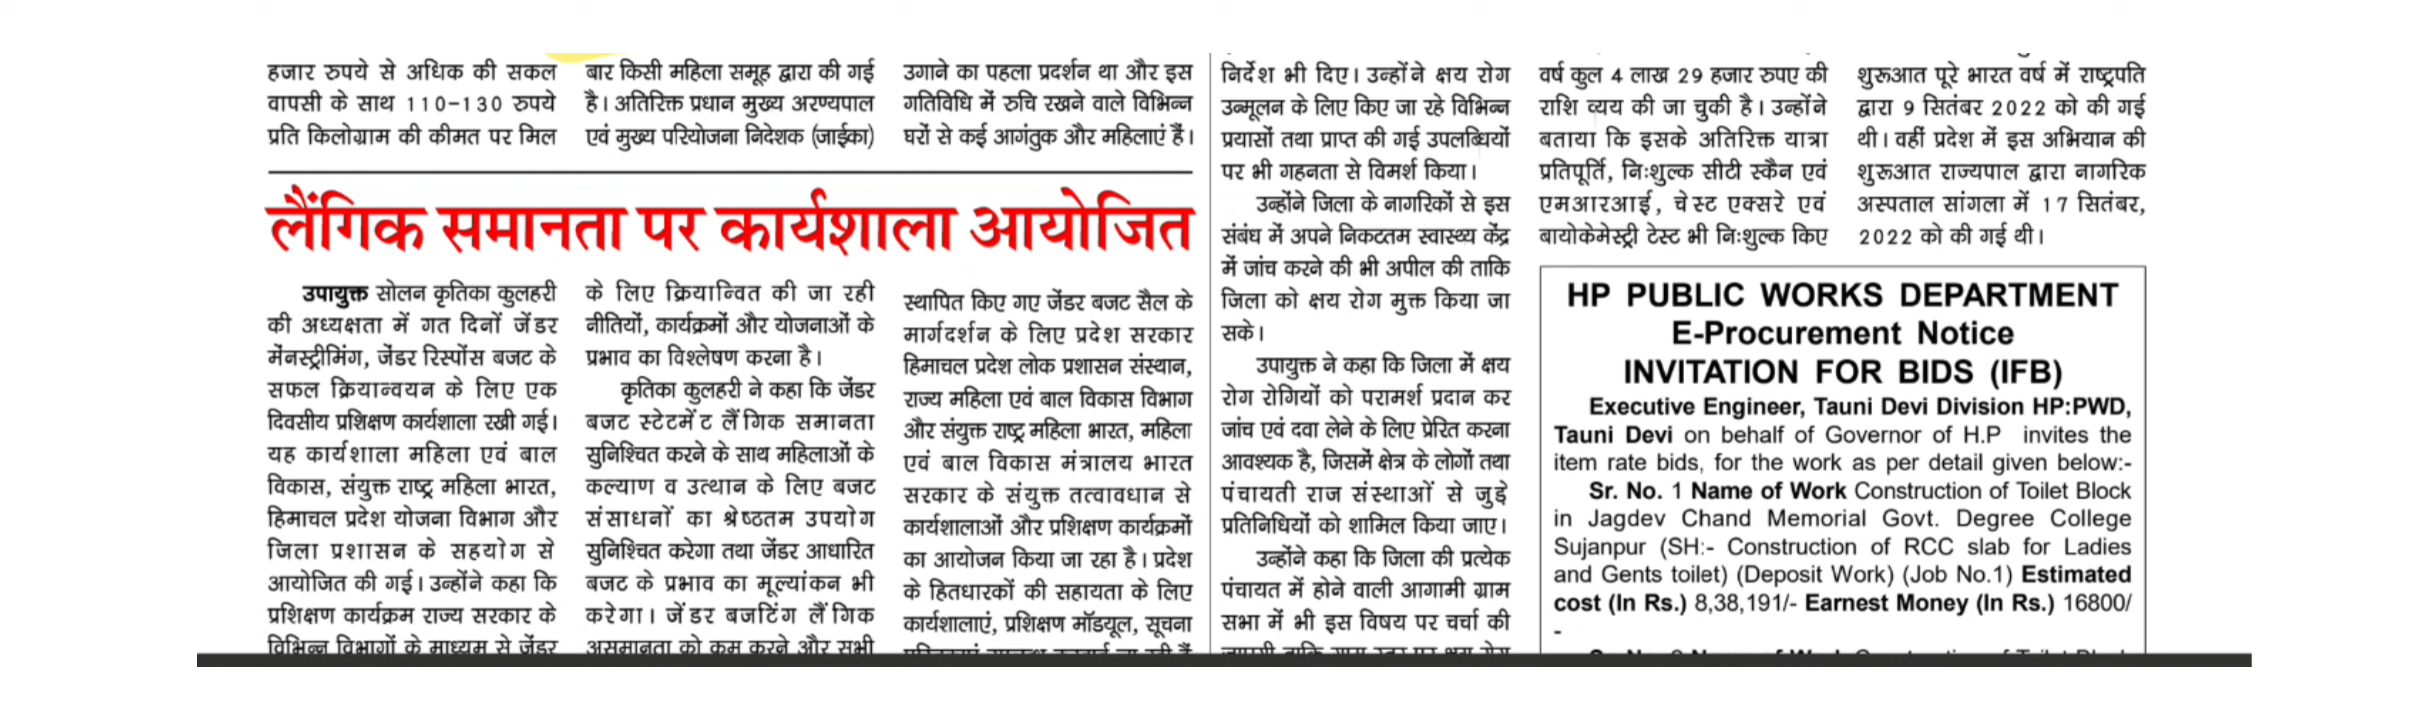 हजार रुपये से अधिक की सकल
वापसी के साथ 110-130 रुपये
प्रति किलोग्राम की कीमत पर मिल
बार किसी महिला समूह द्वारा की गई
है। अतिरिक्त प्रधान मुख्य अरण्यपाल
एवं मुख्य परियोजना निदेशक (जाईका)
उगाने का पहला प्रदर्शन था और इस
गतिविधि में रुचि रखने वाले विभिन्न
घरों से कई आगंतुक और महिलाएं हैं।
लैंगिक समानता पर कार्यशाला आयोजित
उपायुक्त सोलन कृतिका कुलहरी
की अध्यक्षता में गत दिनों जेंडर
मेंनस्ट्रीमिंग, जेंडर रिस्पोंस बजट के
सफल क्रियान्वयन के लिए एक
दिवसीय प्रशिक्षण कार्यशाला रखी गई।
यह कार्यशाला महिला एवं बाल
विकास, संयुक्त राष्ट्र महिला भारत,
हिमाचल प्रदेश योजना विभाग और
जिला प्रशासन के सहयोग से
आयोजित की गई। उन्होंने कहा कि
प्रशिक्षण कार्यक्रम राज्य सरकार के
विभिन्न विभागों के माध्यम से जेंडर
के लिए क्रियान्वित की जा रही
नीतियों, कार्यक्रमों और योजनाओं के
प्रभाव का विश्लेषण करना है।
कृतिका कुलहरी ने कहा कि जेंडर
बजट स्टेटमेंट लैंगिक समानता
सुनिश्चित करने के साथ महिलाओं के
कल्याण व उत्थान के लिए बजट
संसाधनों का श्रेष्ठतम उपयोग
सुनिश्चित करेगा तथा जेंडर आधारित
बजट के प्रभाव का मूल्यांकन भी
करेगा। जेंडर बजटिंग लैंगिक
असमानता को कम करने और सभी
स्थापित किए गए जेंडर बजट सैल के
मार्गदर्शन के लिए प्रदेश सरकार
हिमाचल प्रदेश लोक प्रशासन संस्थान,
राज्य महिला एवं बाल विकास विभाग
और संयुक्त राष्ट्र महिला भारत, महिला
एवं बाल विकास मंत्रालय भारत
सरकार के संयुक्त तत्वावधान से
कार्यशालाओं और प्रशिक्षण कार्यक्रमों
का आयोजन किया जा रहा है। प्रदेश
के हितधारकों की सहायता के लिए
कार्यशालाएं, प्रशिक्षण मॉडयूल, सूचना
निर्देश भी दिए। उन्होंने क्षय रोग
उन्मूलन के लिए किए जा रहे विभिन्न
प्रयासों तथा प्राप्त की गई उपलब्धियों
पर भी गहनता से विमर्श किया।
उन्होंने जिला के नागरिकों से इस
संबंध में अपने निकटतम स्वास्थ्य केंद्र
में जांच करने की भी अपील की ताकि
जिला को क्षय रोग मुक्त किया जा
सके।
उपायुक्त ने कहा कि जिला में क्षय
रोग रोगियों को परामर्श प्रदान कर
जांच एवं दवा लेने के लिए प्रेरित करना
आवश्यक है, जिसमें क्षेत्र के लोगों तथा
पंचायती राज संस्थाओं से जुड़े
प्रतिनिधियों को शामिल किया जाए।
उन्होंने कहा कि जिला की प्रत्येक
पंचायत में होने वाली आगामी ग्राम
सभा में भी इस विषय पर चर्चा की
वर्ष कुल 4 लाख 29 हजार रुपए की
राशि व्यय की जा चुकी है। उन्होंने
बताया कि इसके अतिरिक्त यात्रा
प्रतिपूर्ति, निःशुल्क सीटी स्कैन एवं
एमआरआई, चेस्ट एक्सरे एवं
बायोकेमेस्ट्री टेस्ट भी निःशुल्क किए
शुरूआत पूरे भारत वर्ष में राष्ट्रपति
द्वारा 9 सितंबर 2022 को की गई
थी। वहीं प्रदेश में इस अभियान की
शुरूआत राज्यपाल द्वारा नागरिक
अस्पताल सांगला में 17 सितंबर,
2022 को की गई थी।
HP PUBLIC WORKS DEPARTMENT
E-Procurement Notice
INVITATION FOR BIDS (IFB)
Executive Engineer, Tauni Devi Division HP:PWD,
Tauni Devi on behalf of Governor of H.P invites the
item rate bids, for the work as per detail given below:-
Sr. No. 1 Name of Work Construction of Toilet Block
in Jagdev Chand Memorial Govt. Degree College
Sujanpur (SH:- Construction of RCC slab for Ladies
and Gents toilet) (Deposit Work) (Job No.1) Estimated
cost (In Rs.) 8,38,191/- Earnest Money (In Rs.) 16800/
-